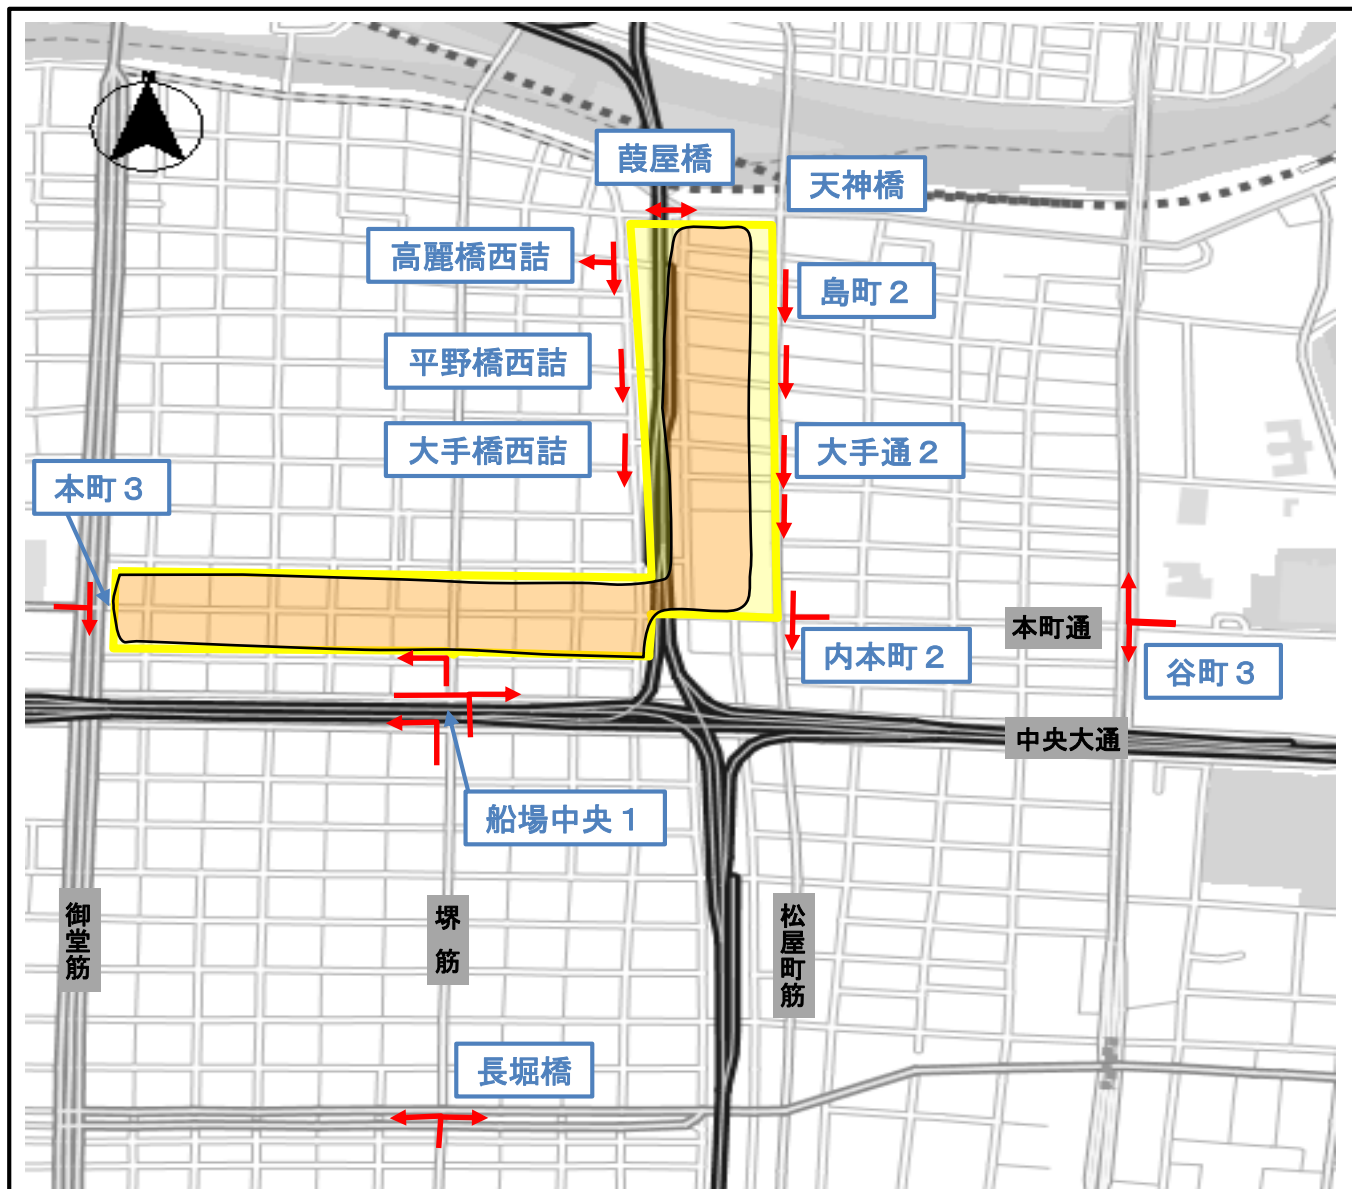 N
葭屋橋
天神橋
高麗橋西詰
島町２
平野橋西詰
大手橋西詰
大手通２
本町３
本町通
内本町２
谷町３
中央大通
船場中央１
御堂筋
堺筋
松屋町筋
長堀橋